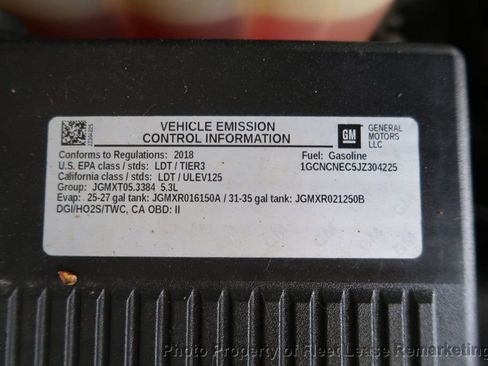 VEHICLE EMISSION
CONTROL INFORMATION
GM
GENERAL
MOTORS
LLC
Conforms to Regulations: 2018
Fuel: Gasoline
U.S. EPA class / stds: LDT / TIER3
1GCNCNEC5JZ304225
California class / stds: LDT / ULEV125
Group: JGMXT05.3384 5.3L
Evap: 25-27 gal tank: JGMXR016150A / 31-35 gal tank: JGMXR021250B
DGI/HO2S/TWC, CA OBD: II
Photo Property of Fleet Lease Remarketing